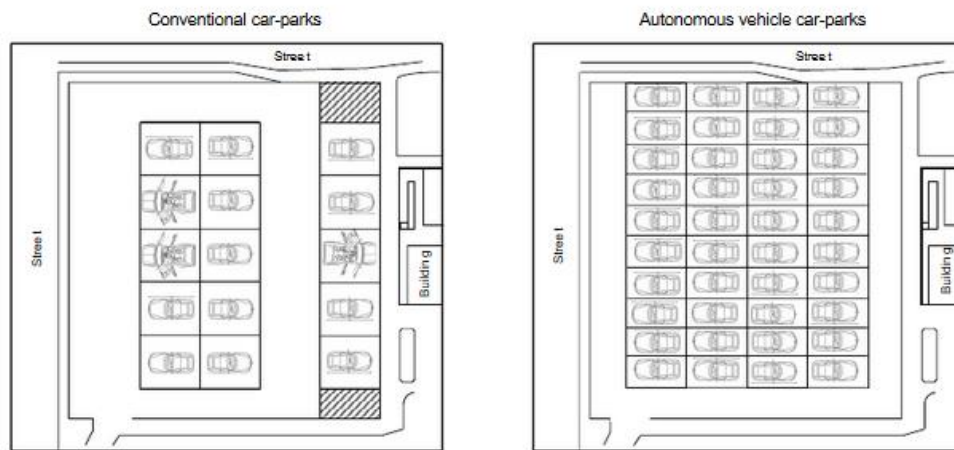 Conventional car-parks
Autonomous vehicle car-parks
Street
Street
Building
Street
Street
Building